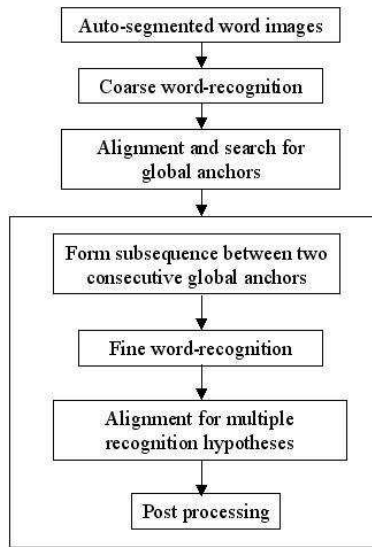 Auto-segmented word images
Coarse word-recognition
Alignment and search for
global anchors
Form subsequence between two
consecutive global anchors
Fine word-recognition
Alignment for multiple
recognition hypotheses
Post processing